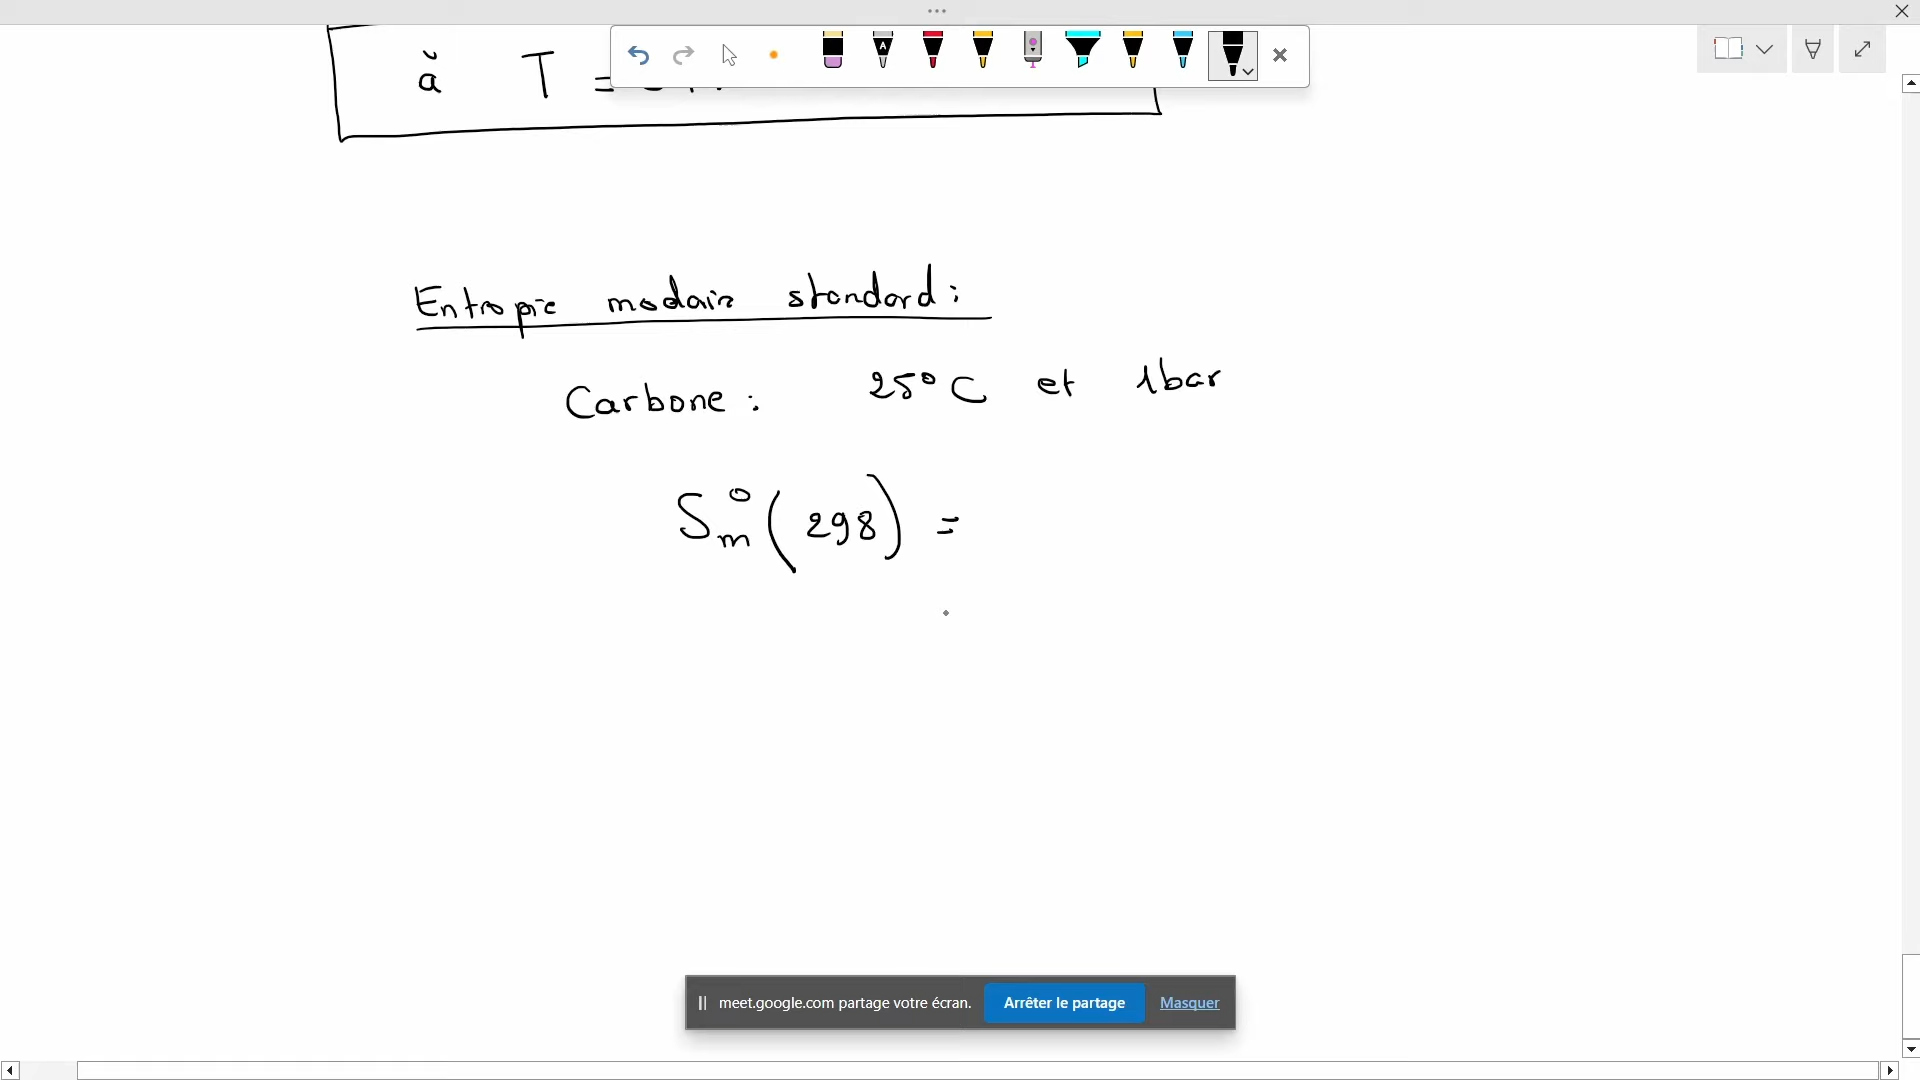 à T =
Entropie molaire standard :
Carbone : 25° C et 1bar
S°m (298) =
meet.google.com partage votre écran. Arrêter le partage Masquer